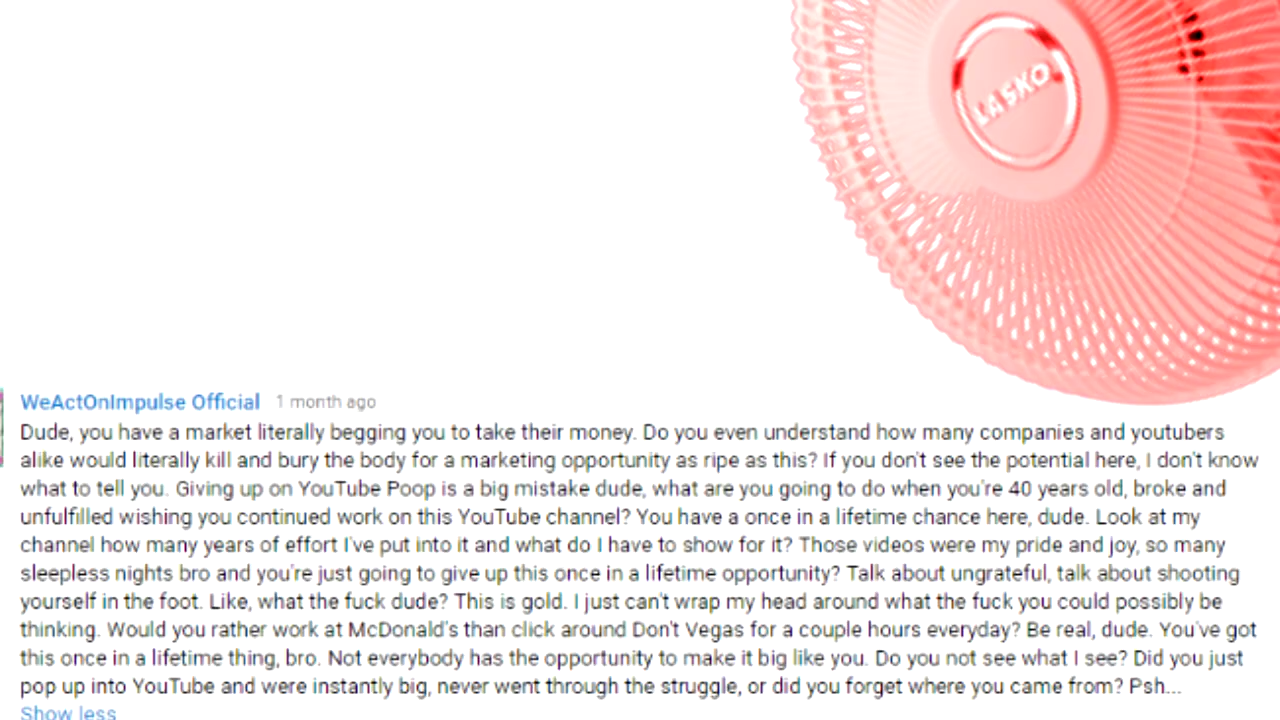 LASKO
WeActOnImpulse Official 1 month ago
Dude, you have a market literally begging you to take their money. Do you even understand how many companies and youtubers
alike would literally kill and bury the body for a marketing opportunity as ripe as this? If you don't see the potential here, I don't know
what to tell you. Giving up on YouTube Poop is a big mistake dude, what are you going to do when you're 40 years old, broke and
unfulfilled wishing you continued work on this YouTube channel? You have a once in a lifetime chance here, dude. Look at my
channel how many years of effort I've put into it and what do I have to show for it? Those videos were my pride and joy, so many
sleepless nights bro and you're just going to give up this once in a lifetime opportunity? Talk about ungrateful, talk about shooting
yourself in the foot. Like, what the fuck dude? This is gold. I just can't wrap my head around what the fuck you could possibly be
thinking. Would you rather work at McDonald's than click around Don't Vegas for a couple hours everyday? Be real, dude. You've got
this once in a lifetime thing, bro. Not everybody has the opportunity to make it big like you. Do you not see what I see? Did you just
pop up into YouTube and were instantly big, never went through the struggle, or did you forget where you came from? Psh...
Show less